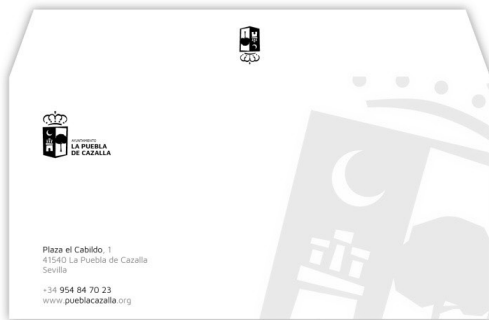 AYUNTAMIENTO
LA PUEBLA
DE CAZALLA
Plaza el Cabildo, 1
41540 La Puebla de Cazalla
Sevilla
+34 954 84 70 23
www.pueblacazalla.org